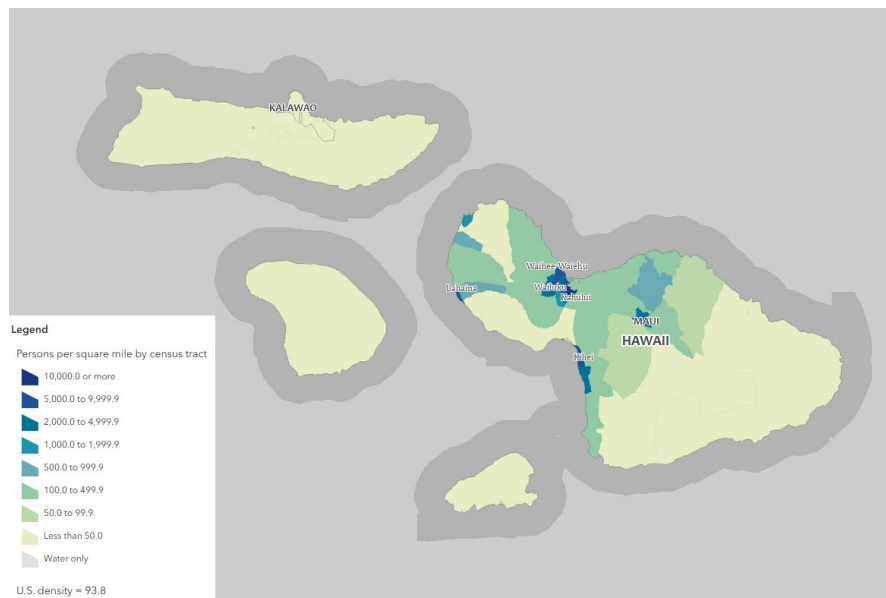 KALAWAO
Waihee-Waiehu
Lahaina
Wailuku
Kahului
MAUI
HAWAII
Kihei
Legend
Persons per square mile by census tract
10,000.0 or more
5,000.0 to 9,999.9
2,000.0 to 4,999.9
1,000.0 to 1,999.9
500.0 to 999.9
100.0 to 499.9
50.0 to 99.9
Less than 50.0
Water only
U.S. density = 93.8